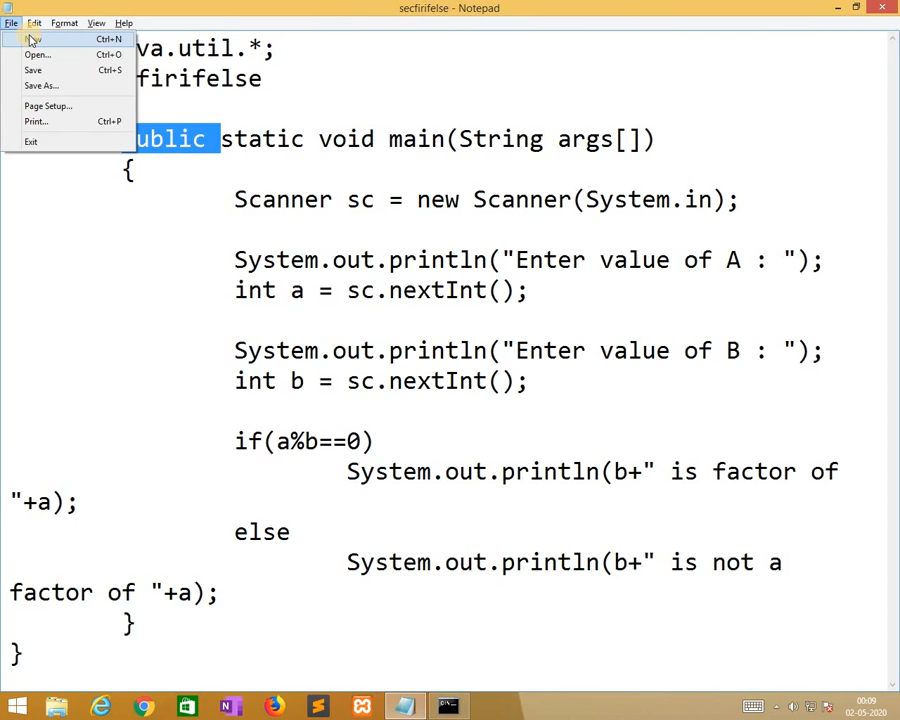 secfirifelse - Notepad
File Edit Format View Help
Ctrl+N
Open... Ctrl+O
Save Ctrl+S
Save As...
Page Setup...
Print... Ctrl+P
Exit
va.util.*;
firifelse
ublic static void main(String args[])
{
Scanner sc = new Scanner(System.in);
System.out.println("Enter value of A : ");
int a = sc.nextInt();
System.out.println("Enter value of B : ");
int b = sc.nextInt();
if(a%b==0)
System.out.println(b+" is factor of
"+a);
else
System.out.println(b+" is not a
factor of "+a);
}
}
00:09
02-05-2020